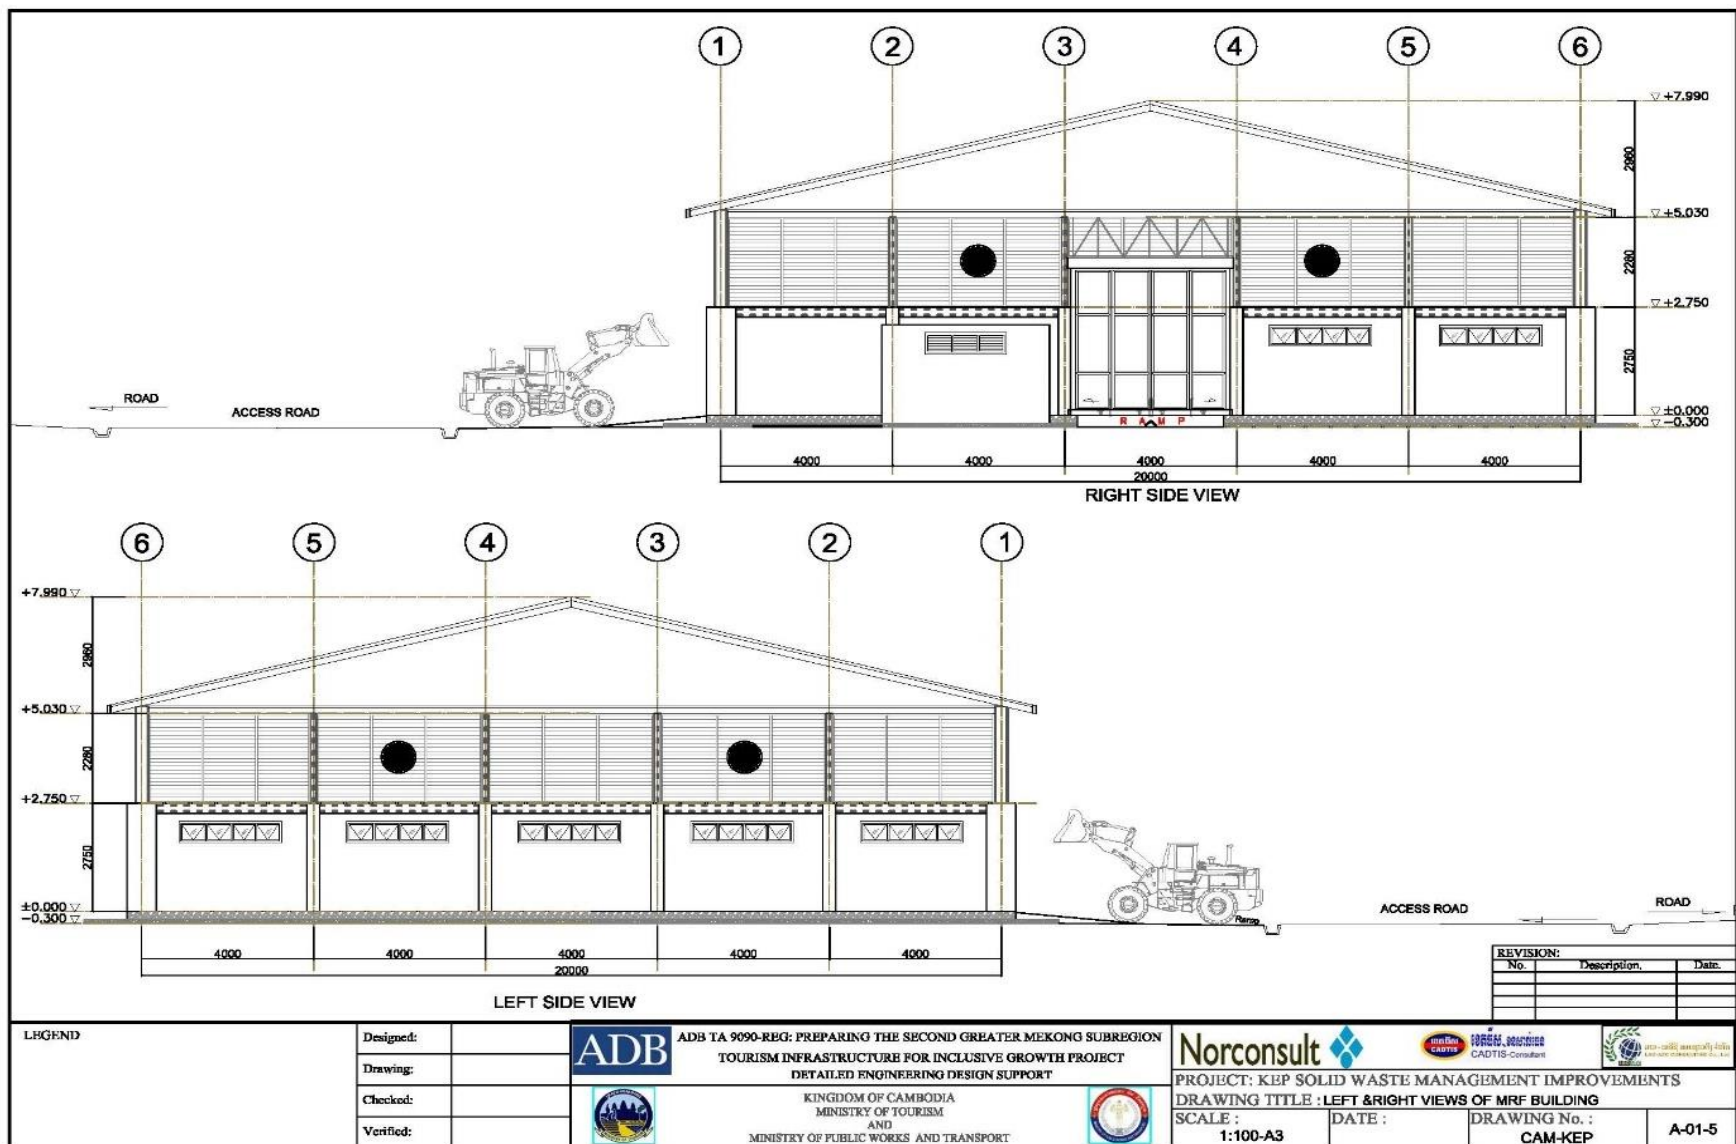 1 2 3 4 5 6
+7.990
2960
+5.030
2280
+2.750
2750
±0.000
-0.300
ROAD
ACCESS ROAD
RAMP
4000 4000 4000 4000 4000
20000
RIGHT SIDE VIEW
6 5 4 3 2 1
+7.990
2960
+5.030
2280
+2.750
2750
±0.000
-0.300
Ramp
ACCESS ROAD
ROAD
4000 4000 4000 4000 4000
20000
LEFT SIDE VIEW
REVISION:
No. Description, Date.
LEGEND
Designed:
Drawing:
Checked:
Verified:
ADB
ADB TA 9090-REG: PREPARING THE SECOND GREATER MEKONG SUBREGION
TOURISM INFRASTRUCTURE FOR INCLUSIVE GROWTH PROJECT
DETAILED ENGINEERING DESIGN SUPPORT
KINGDOM OF CAMBODIA
MINISTRY OF TOURISM
AND
MINISTRY OF PUBLIC WORKS AND TRANSPORT
Norconsult
CADTIS
CADTIS-Consultant
PROJECT: KEP SOLID WASTE MANAGEMENT IMPROVEMENTS
DRAWING TITLE : LEFT &RIGHT VIEWS OF MRF BUILDING
SCALE : 1:100-A3
DATE :
DRAWING No. : CAM-KEP
A-01-5